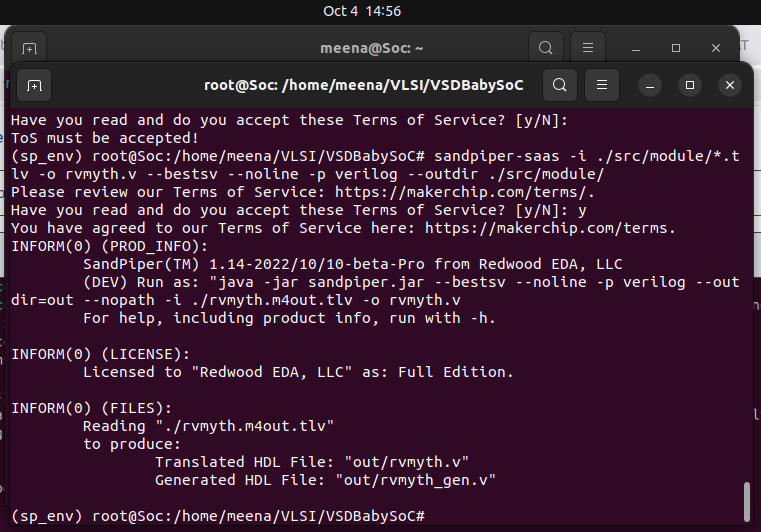 Oct 4 14:56
meena@Soc: ~
root@Soc: /home/meena/VLSI/VSDBabySoC
Have you read and do you accept these Terms of Service? [y/N]:
ToS must be accepted!
(sp_env) root@Soc:/home/meena/VLSI/VSDBabySoC# sandpiper-saas -i ./src/module/*.t
lv -o rvmyth.v --bestsv --noline -p verilog --outdir ./src/module/
Please review our Terms of Service: https://makerchip.com/terms/.
Have you read and do you accept these Terms of Service? [y/N]: y
You have agreed to our Terms of Service here: https://makerchip.com/terms.
INFORM(0) (PROD_INFO):
SandPiper(TM) 1.14-2022/10/10-beta-Pro from Redwood EDA, LLC
(DEV) Run as: "java -jar sandpiper.jar --bestsv --noline -p verilog --out
dir=out --nopath -i ./rvmyth.m4out.tlv -o rvmyth.v
For help, including product info, run with -h.
INFORM(0) (LICENSE):
Licensed to "Redwood EDA, LLC" as: Full Edition.
INFORM(0) (FILES):
Reading "./rvmyth.m4out.tlv"
to produce:
Translated HDL File: "out/rvmyth.v"
Generated HDL File: "out/rvmyth_gen.v"
(sp_env) root@Soc:/home/meena/VLSI/VSDBabySoC#